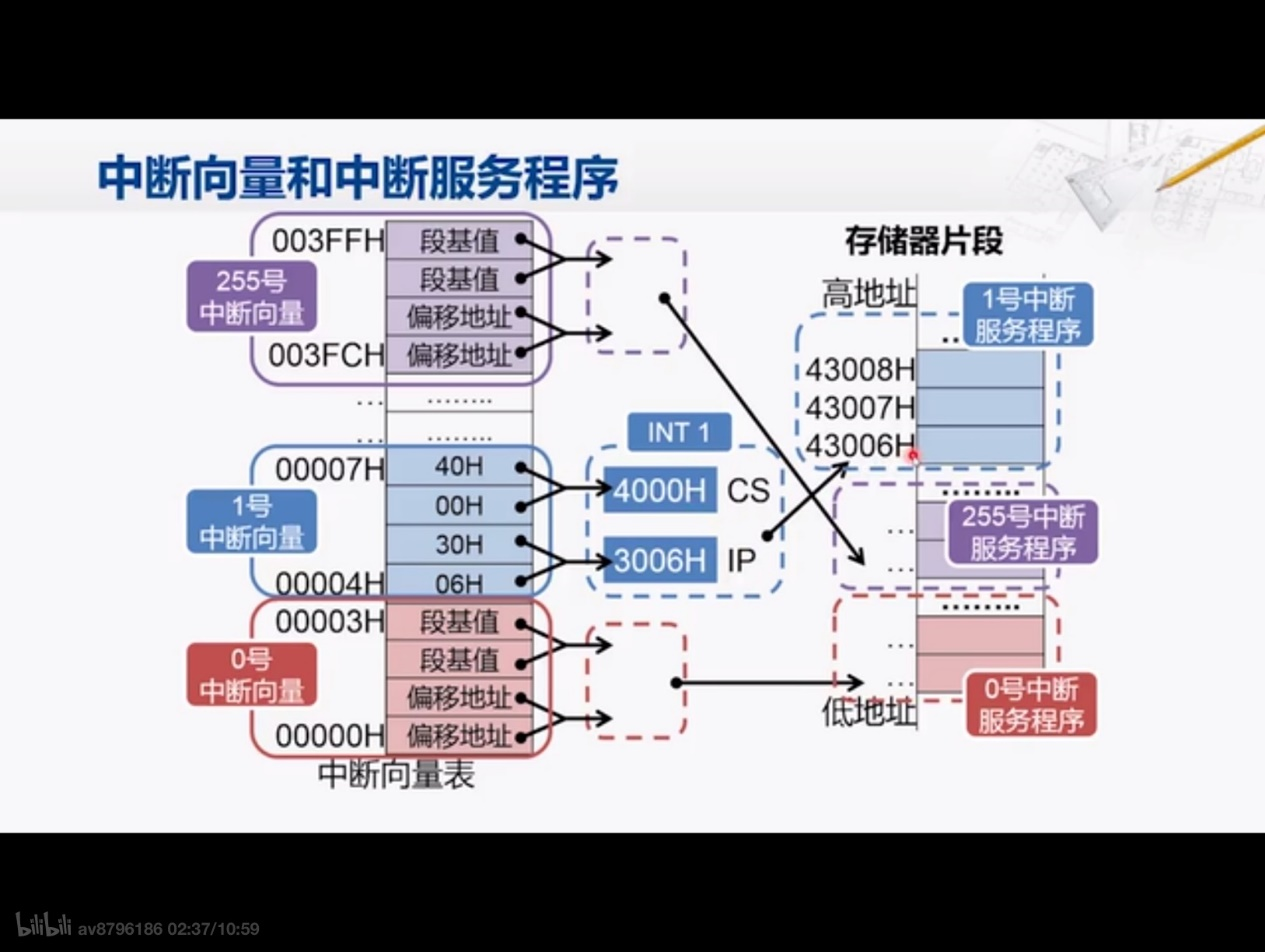 中断向量和中断服务程序
003FFH
段基值
段基值
偏移地址
003FCH
偏移地址
255号
中断向量
...
........
...
........
00007H
40H
00H
30H
00004H
06H
1号
中断向量
INT 1
4000H CS
3006H IP
00003H
段基值
段基值
偏移地址
00000H
偏移地址
0号
中断向量
中断向量表
存储器片段
高地址
1号中断
服务程序
..
43008H
43007H
43006H
........
...
...
255号中断
服务程序
........
...
...
0号中断
服务程序
低地址
bilibili av8796186 02:37/10:59